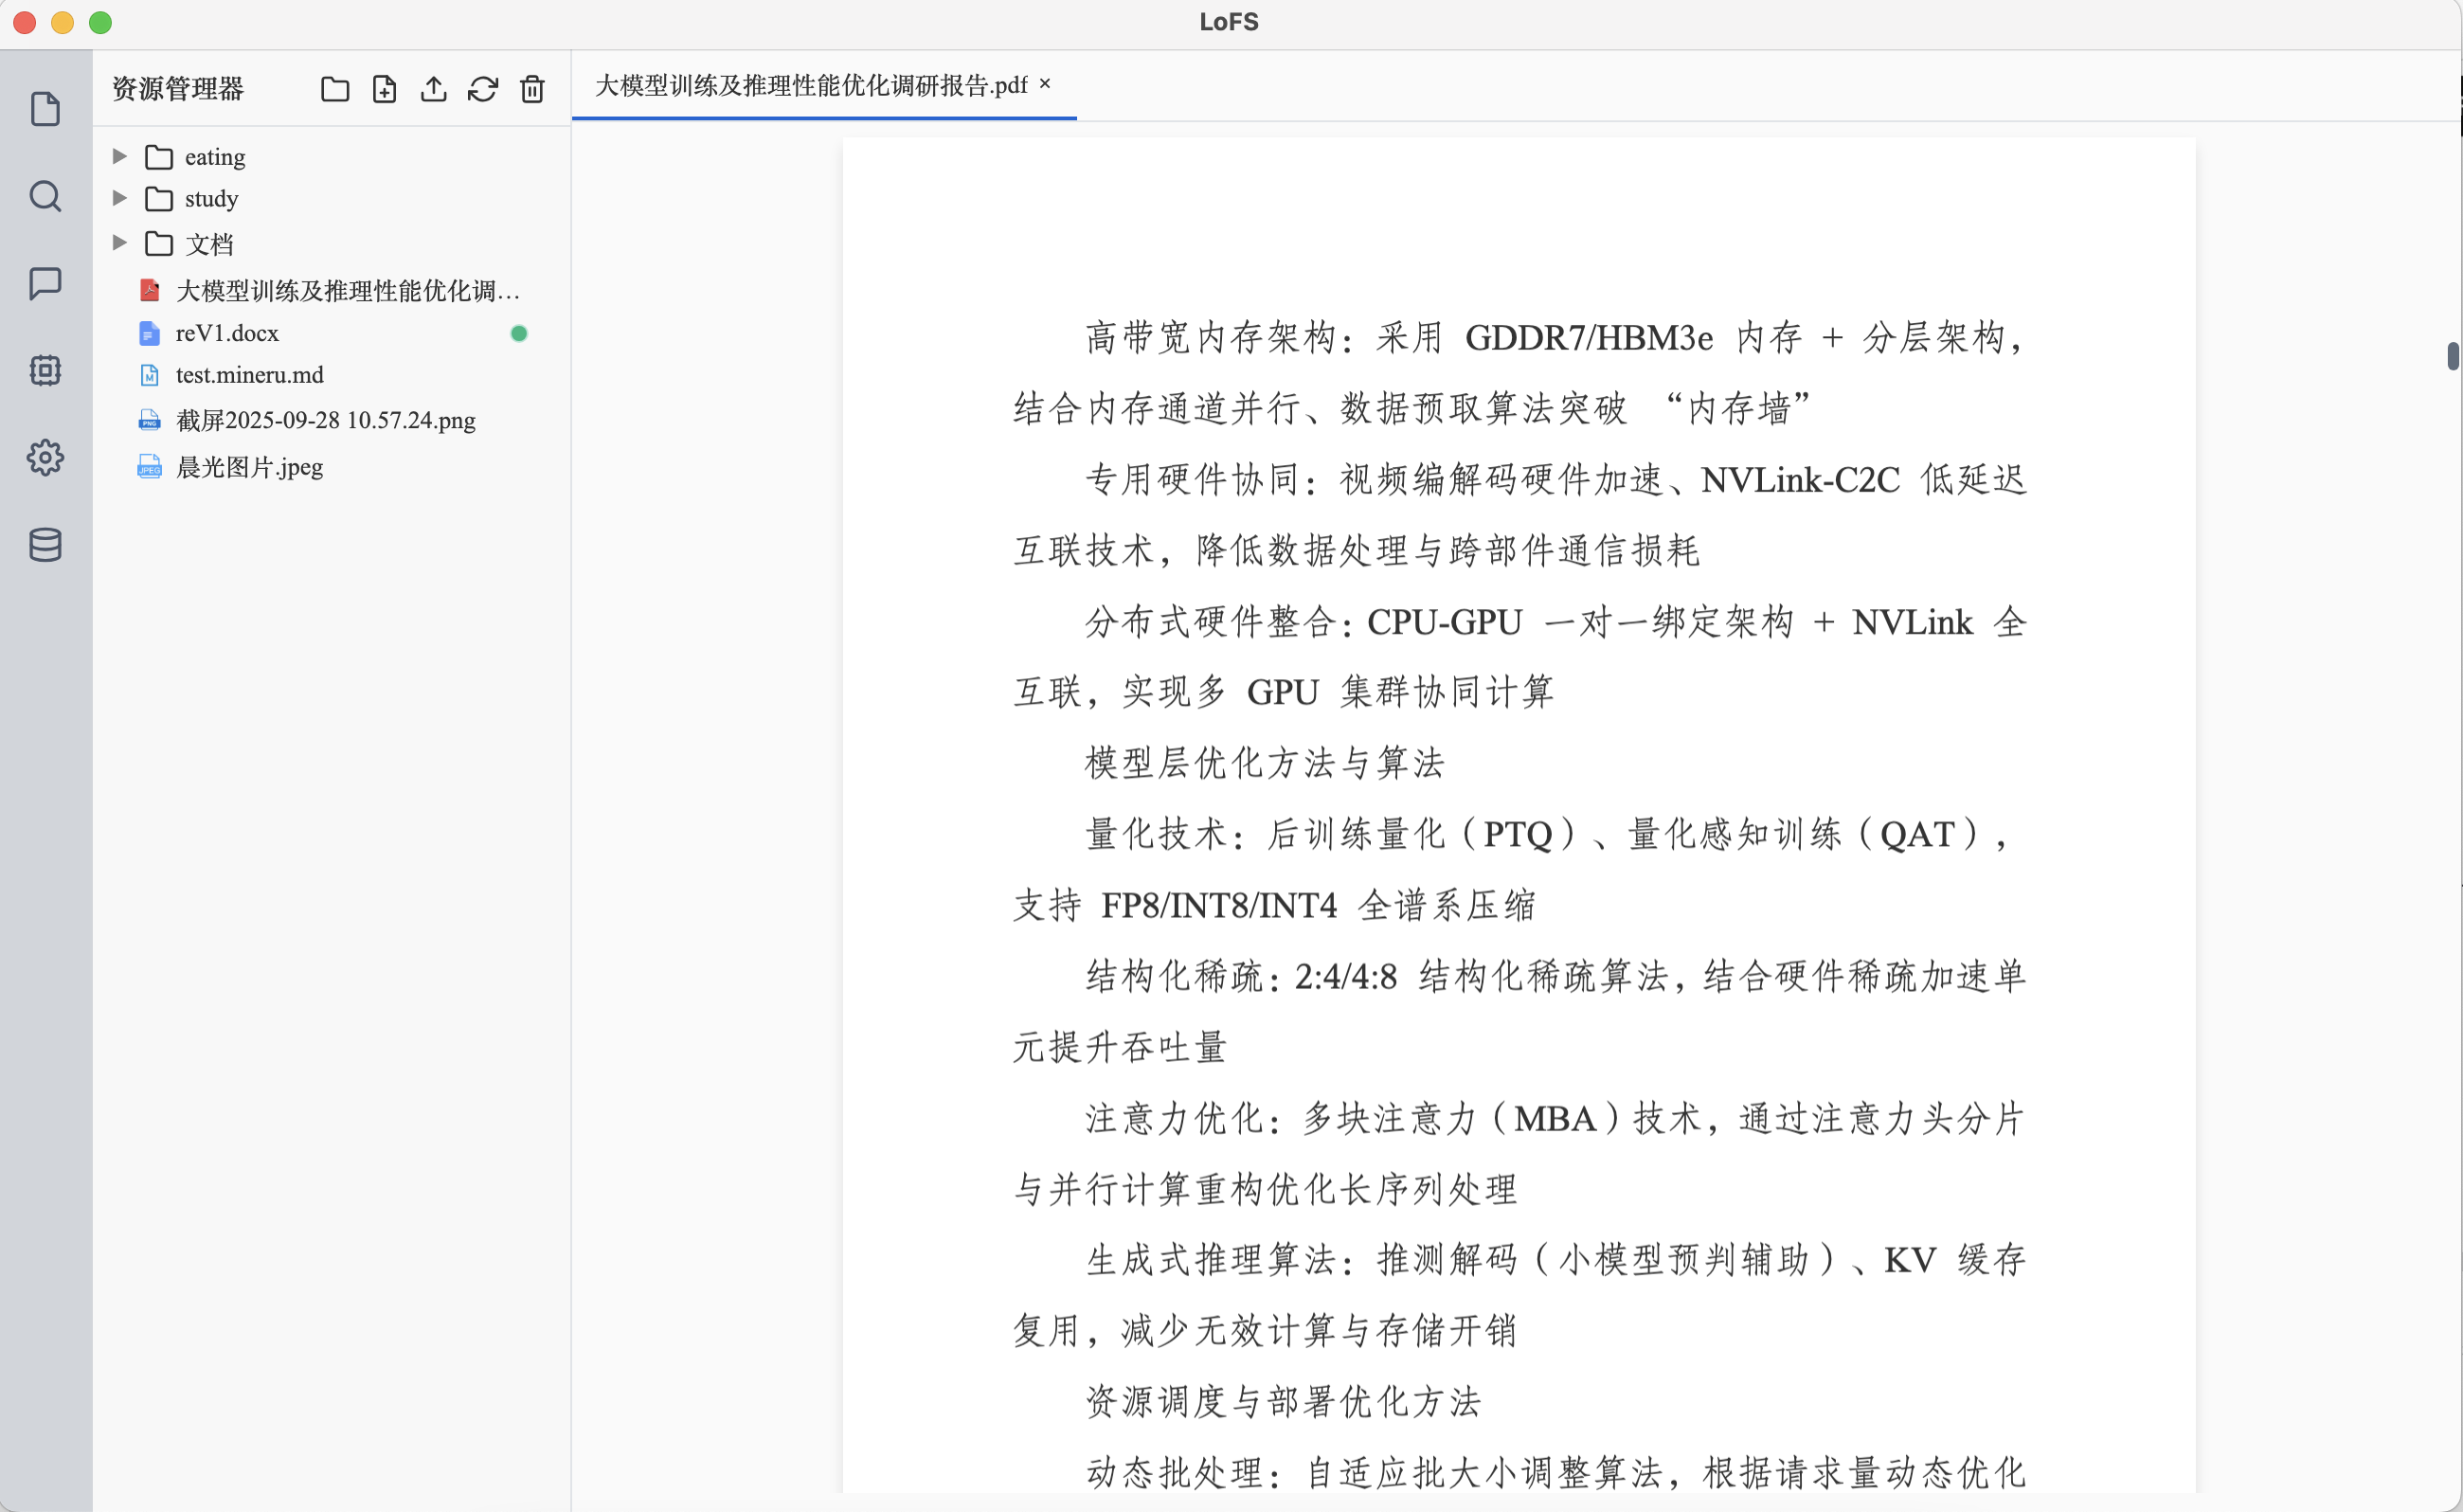 LoFS
资源管理器
eating
study
文档
大模型训练及推理性能优化调...
reV1.docx
test.mineru.md
截屏2025-09-28 10.57.24.png
晨光图片.jpeg
大模型训练及推理性能优化调研报告.pdf ×
高带宽内存架构：采用 GDDR7/HBM3e 内存 + 分层架构，
结合内存通道并行、数据预取算法突破 “内存墙”
专用硬件协同：视频编解码硬件加速、NVLink-C2C 低延迟
互联技术，降低数据处理与跨部件通信损耗
分布式硬件整合：CPU-GPU 一对一绑定架构 + NVLink 全
互联，实现多 GPU 集群协同计算
模型层优化方法与算法
量化技术：后训练量化（PTQ）、量化感知训练（QAT），
支持 FP8/INT8/INT4 全谱系压缩
结构化稀疏：2:4/4:8 结构化稀疏算法，结合硬件稀疏加速单
元提升吞吐量
注意力优化：多块注意力（MBA）技术，通过注意力头分片
与并行计算重构优化长序列处理
生成式推理算法：推测解码（小模型预判辅助）、KV 缓存
复用，减少无效计算与存储开销
资源调度与部署优化方法
动态批处理：自适应批大小调整算法，根据请求量动态优化